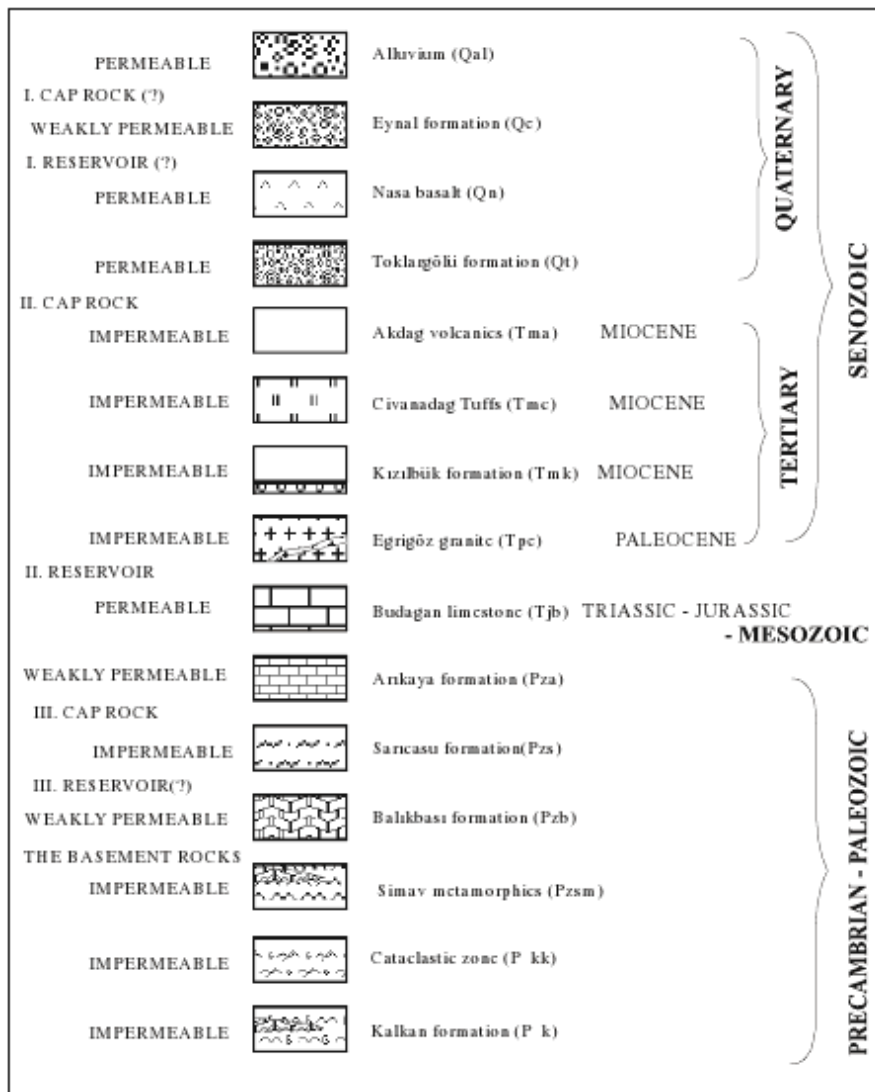 PERMEABLE Alluvium (Qal)
I. CAP ROCK (?)
WEAKLY PERMEABLE Eynal formation (Qe)
I. RESERVOIR (?)
PERMEABLE Nasa basalt (Qn)
PERMEABLE Toklargölü formation (Qt)
QUATERNARY
II. CAP ROCK
IMPERMEABLE Akdag volcanics (Tma) MIOCENE
IMPERMEABLE Civanadag Tuffs (Tmc) MIOCENE
IMPERMEABLE Kızılbük formation (Tmk) MIOCENE
IMPERMEABLE Egrigöz granite (Tpe) PALEOCENE
TERTIARY
SENOZOIC
II. RESERVOIR
PERMEABLE Budagan limestone (Tjb) TRIASSIC - JURASSIC
- MESOZOIC
WEAKLY PERMEABLE Arıkaya formation (Pza)
III. CAP ROCK
IMPERMEABLE Sarıcasu formation(Pzs)
III. RESERVOIR(?)
WEAKLY PERMEABLE Balıkbası formation (Pzb)
THE BASEMENT ROCKS
IMPERMEABLE Simav metamorphics (Pzsm)
IMPERMEABLE Cataclastic zone (P kk)
IMPERMEABLE Kalkan formation (P k)
PRECAMBRIAN - PALEOZOIC